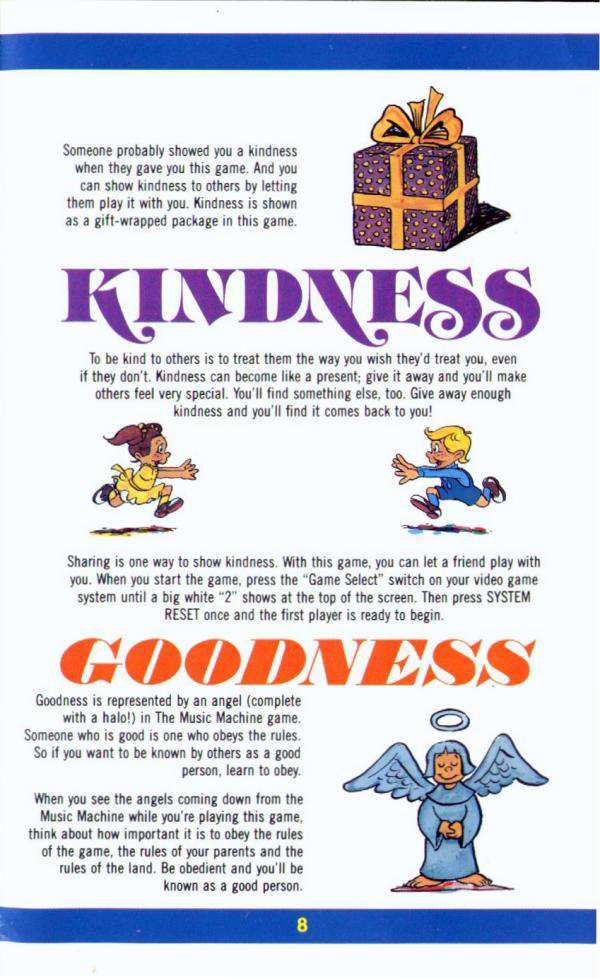 Someone probably showed you a kindness
when they gave you this game. And you
can show kindness to others by letting
them play it with you. Kindness is shown
as a gift-wrapped package in this game.
KINDNESS
To be kind to others is to treat them the way you wish they'd treat you, even
if they don't. Kindness can become like a present; give it away and you'll make
others feel very special. You'll find something else, too. Give away enough
kindness and you'll find it comes back to you!
Sharing is one way to show kindness. With this game, you can let a friend play with
you. When you start the game, press the "Game Select" switch on your video game
system until a big white "2" shows at the top of the screen. Then press SYSTEM
RESET once and the first player is ready to begin.
GOODNESS
Goodness is represented by an angel (complete
with a halo!) in The Music Machine game.
Someone who is good is one who obeys the rules.
So if you want to be known by others as a good
person, learn to obey.
When you see the angels coming down from the
Music Machine while you're playing this game,
think about how important it is to obey the rules
of the game, the rules of your parents and the
rules of the land. Be obedient and you'll be
known as a good person.
8